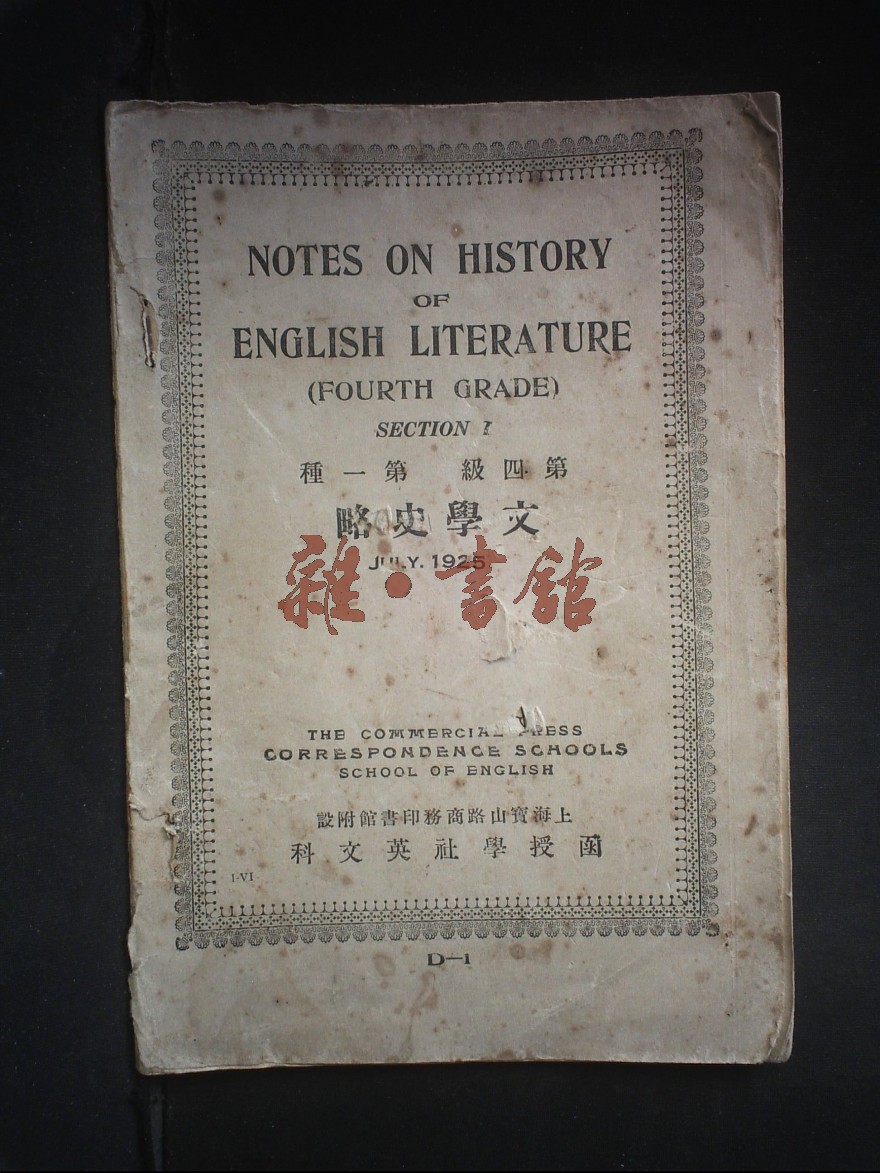 NOTES ON HISTORY
OF
ENGLISH LITERATURE
(FOURTH GRADE)
SECTION I
第四級 第一種
文學史略
JULY. 1925
雜·書館
THE COMMERCIAL PRESS
CORRESPONDENCE SCHOOLS
SCHOOL OF ENGLISH
上海寶山路商務印書館附設
函授學社英文科
I-VI
D—1